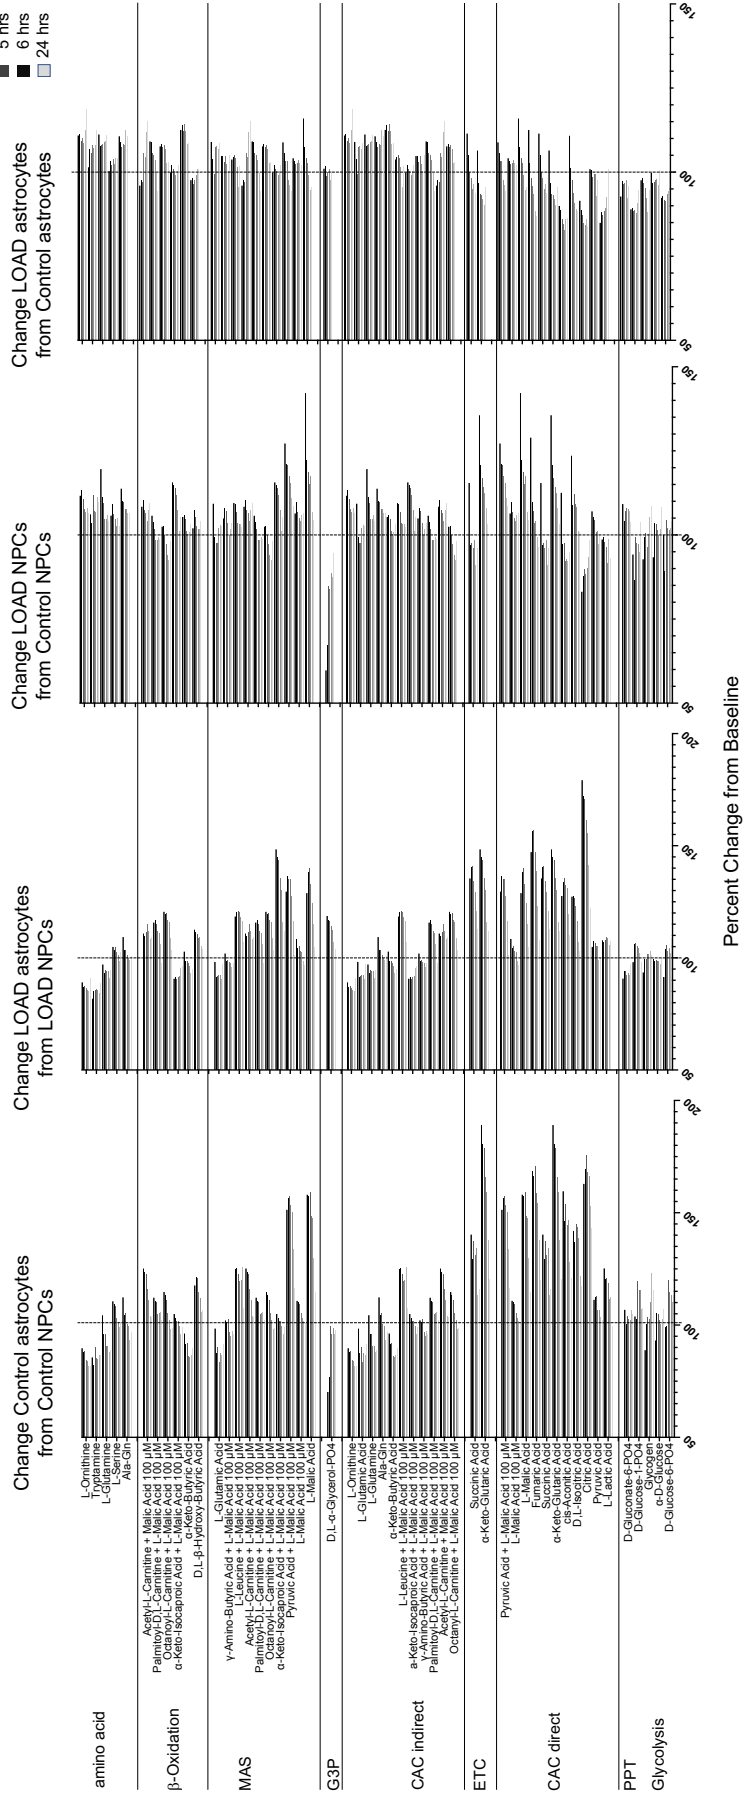 5 hrs
6 hrs
24 hrs
Change Control astrocytes
from Control NPCs
Change LOAD astrocytes
from LOAD NPCs
Change LOAD NPCs
from Control NPCs
Change LOAD astrocytes
from Control astrocytes
amino acid
L-Ornithine
Tryptamine
L-Glutamine
L-Serine
Ala-Gln
β-Oxidation
Acetyl-L-Carnitine + Malic Acid 100 µM
Palmitoyl-D,L-Carnitine + Malic Acid 100 µM
Octanoyl-L-Carnitine + Malic Acid 100 µM
α-Keto-Isocaproic Acid + L-Malic Acid 100 µM
α-Keto-Butyric Acid
D,L-β-Hydroxy-Butyric Acid
MAS
L-Glutamic Acid
γ-Amino-Butyric Acid + L-Malic Acid 100 µM
L-Leucine + L-Malic Acid 100 µM
Acetyl-L-Carnitine + L-Malic Acid 100 µM
Palmitoyl-D,L-Carnitine + L-Malic Acid 100 µM
Octanoyl-L-Carnitine + L-Malic Acid 100 µM
α-Keto-Isocaproic Acid + L-Malic Acid 100 µM
Pyruvic Acid + L-Malic Acid 100 µM
L-Malic Acid 100 µM
L-Malic Acid
G3P
D,L-α-Glycerol-PO4
CAC indirect
L-Ornithine
L-Glutamic Acid
L-Glutamine
Ala-Gln
α-Keto-Butyric Acid
L-Leucine + L-Malic Acid 100 µM
a-Keto-Isocaproic Acid + L-Malic Acid 100 µM
γ-Amino-Butyric Acid + L-Malic Acid 100 µM
Palmitoyl-D,L-Carnitine + L-Malic Acid 100 µM
Acetyl-L-Carnitine + L-Malic Acid 100 µM
Octanyl-L-Carnitine + L-Malic Acid 100 µM
ETC
Succinic Acid
α-Keto-Glutaric Acid
CAC direct
Pyruvic Acid + L-Malic Acid 100 µM
L-Malic Acid 100 µM
L-Malic Acid
Fumaric Acid
Succinic Acid
α-Keto-Glutaric Acid
cis-Aconitic Acid
D,L-Isocitric Acid
Citric Acid
Pyruvic Acid
L-Lactic Acid
PPT
Glycolysis
D-Gluconate-6-PO4
D-Glucose-1-PO4
Glycogen
α-D-Glucose
D-Glucose-6-PO4
50
100
150
200
50
100
150
200
50
100
150
50
100
150
Percent Change from Baseline